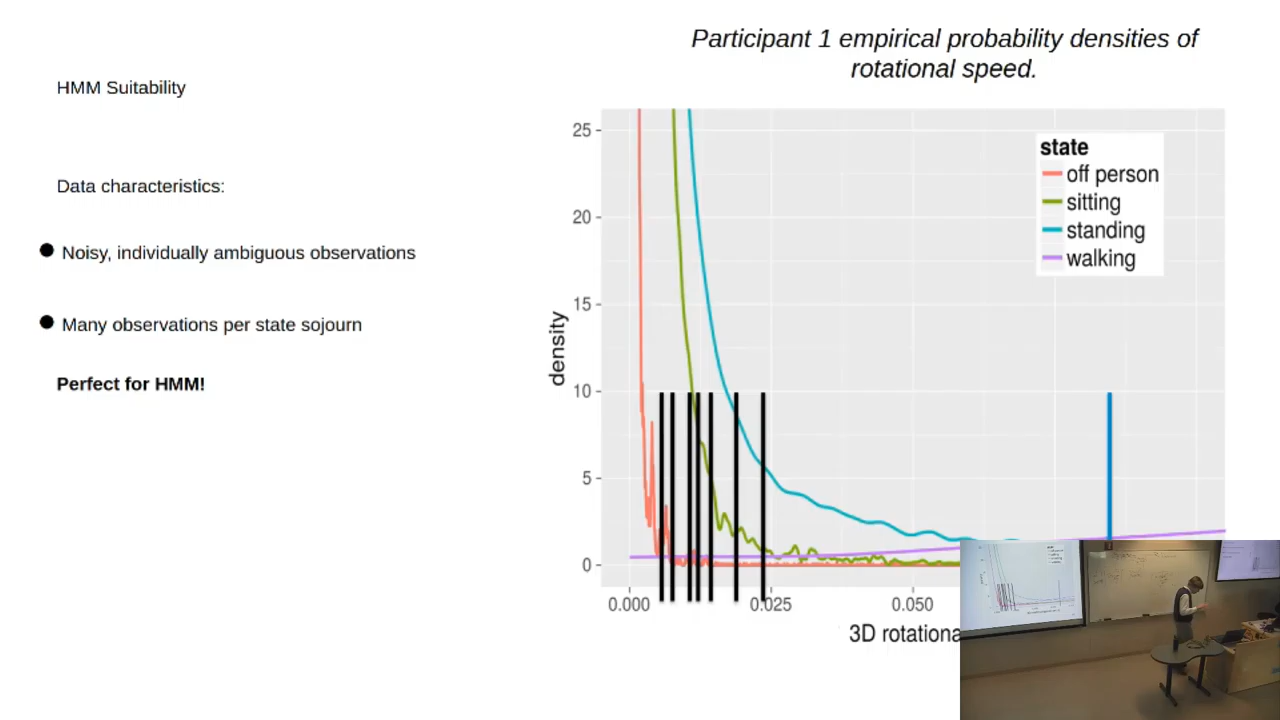 Participant 1 empirical probability densities of
rotational speed.
HMM Suitability
Data characteristics:
Noisy, individually ambiguous observations
Many observations per state sojourn
Perfect for HMM!
state
off person
sitting
standing
walking
density
25
20
15
10
5
0
0.000
0.025
0.050
3D rotationa